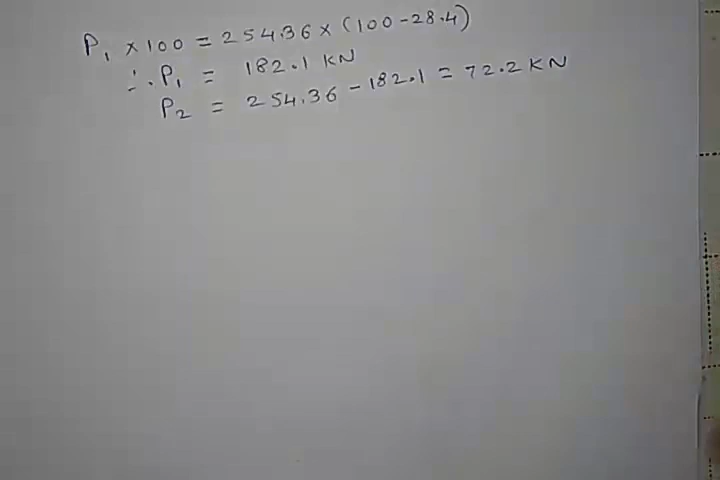 P₁ × 100 = 254.36 × (100 - 28.4)
∴ P₁ = 182.1 KN
P₂ = 254.36 - 182.1 = 72.2 KN